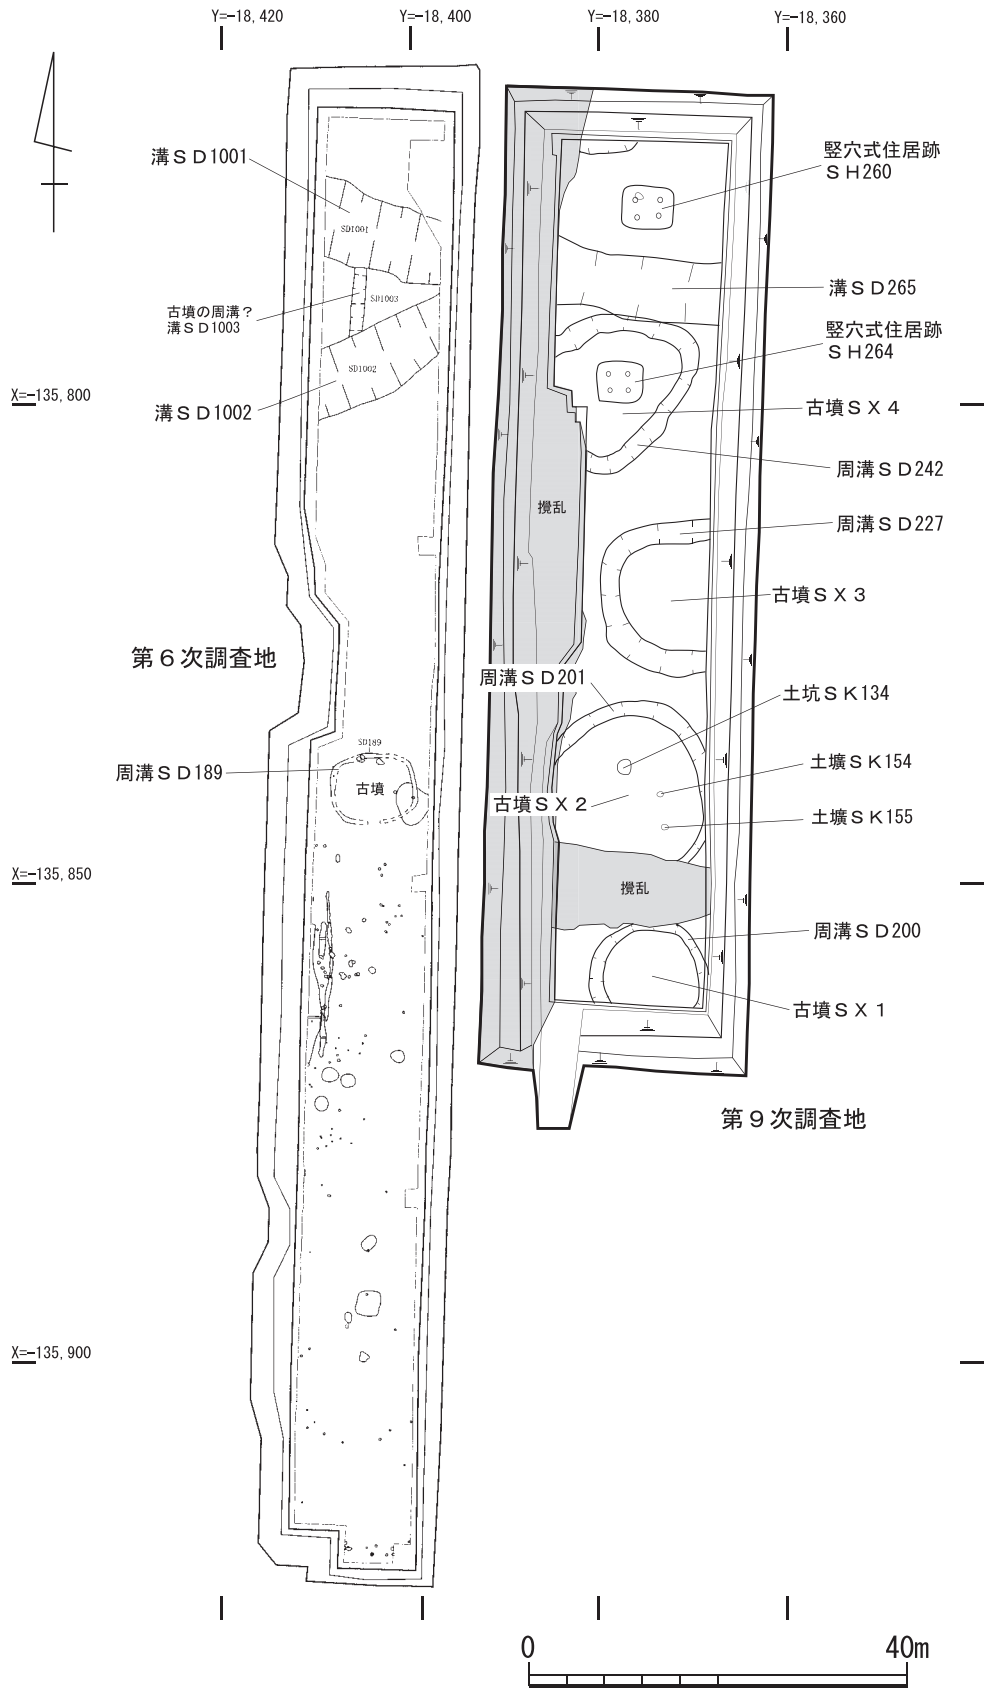 Y=-18,420
Y=-18,400
Y=-18,380
Y=-18,360
溝ＳＤ1001
SD1001
古墳の周溝？
溝ＳＤ1003
SD1003
SD1002
X=-135,800
溝ＳＤ1002
竪穴式住居跡
ＳＨ260
溝ＳＤ265
竪穴式住居跡
ＳＨ264
古墳ＳＸ４
周溝ＳＤ242
攪乱
周溝ＳＤ227
古墳ＳＸ３
第６次調査地
周溝ＳＤ201
土坑ＳＫ134
SD189
周溝ＳＤ189
古墳
土壙ＳＫ154
古墳ＳＸ２
土壙ＳＫ155
X=-135,850
攪乱
周溝ＳＤ200
古墳ＳＸ１
第９次調査地
X=-135,900
0
40m